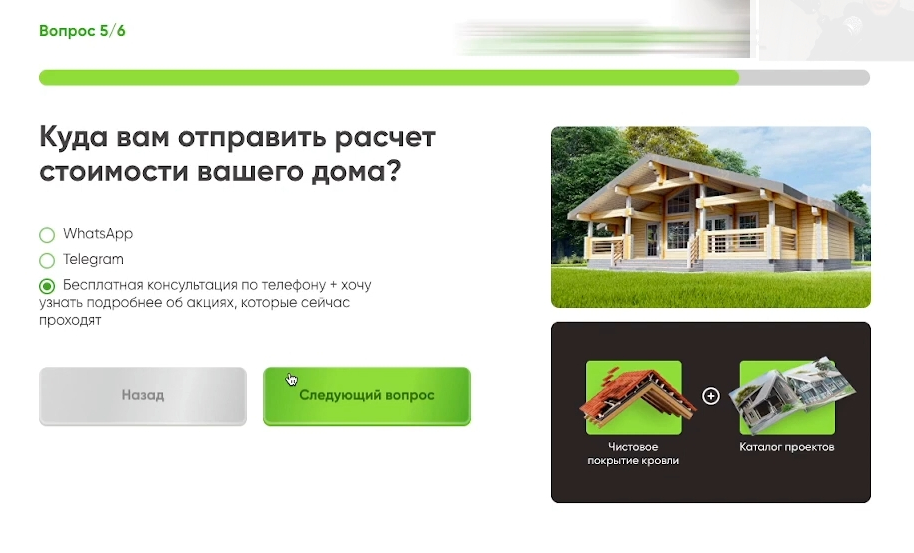 Вопрос 5/6
Куда вам отправить расчет
стоимости вашего дома?
WhatsApp
Telegram
Бесплатная консультация по телефону + хочу
узнать подробнее об акциях, которые сейчас
проходят
Назад
Следующий вопрос
Чистовое
покрытие кровли
Каталог проектов